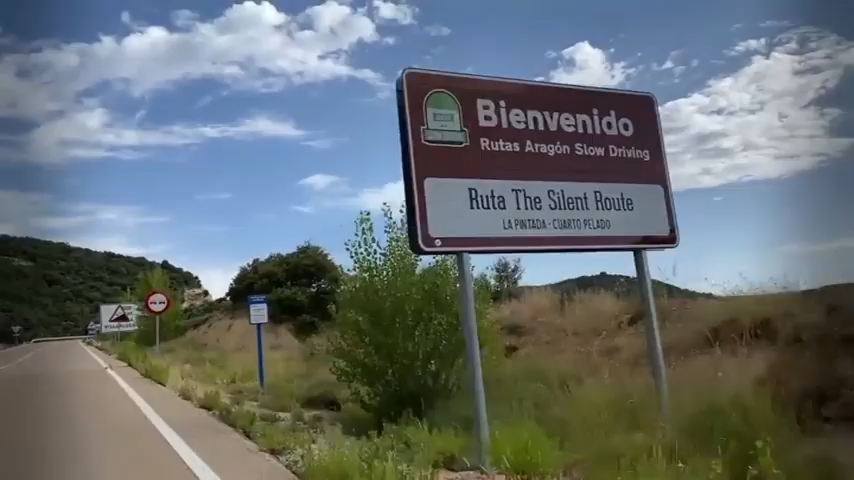 Bienvenido
Rutas Aragón Slow Driving
Ruta The Silent Route
LA PINTADA - CUARTO PELADO